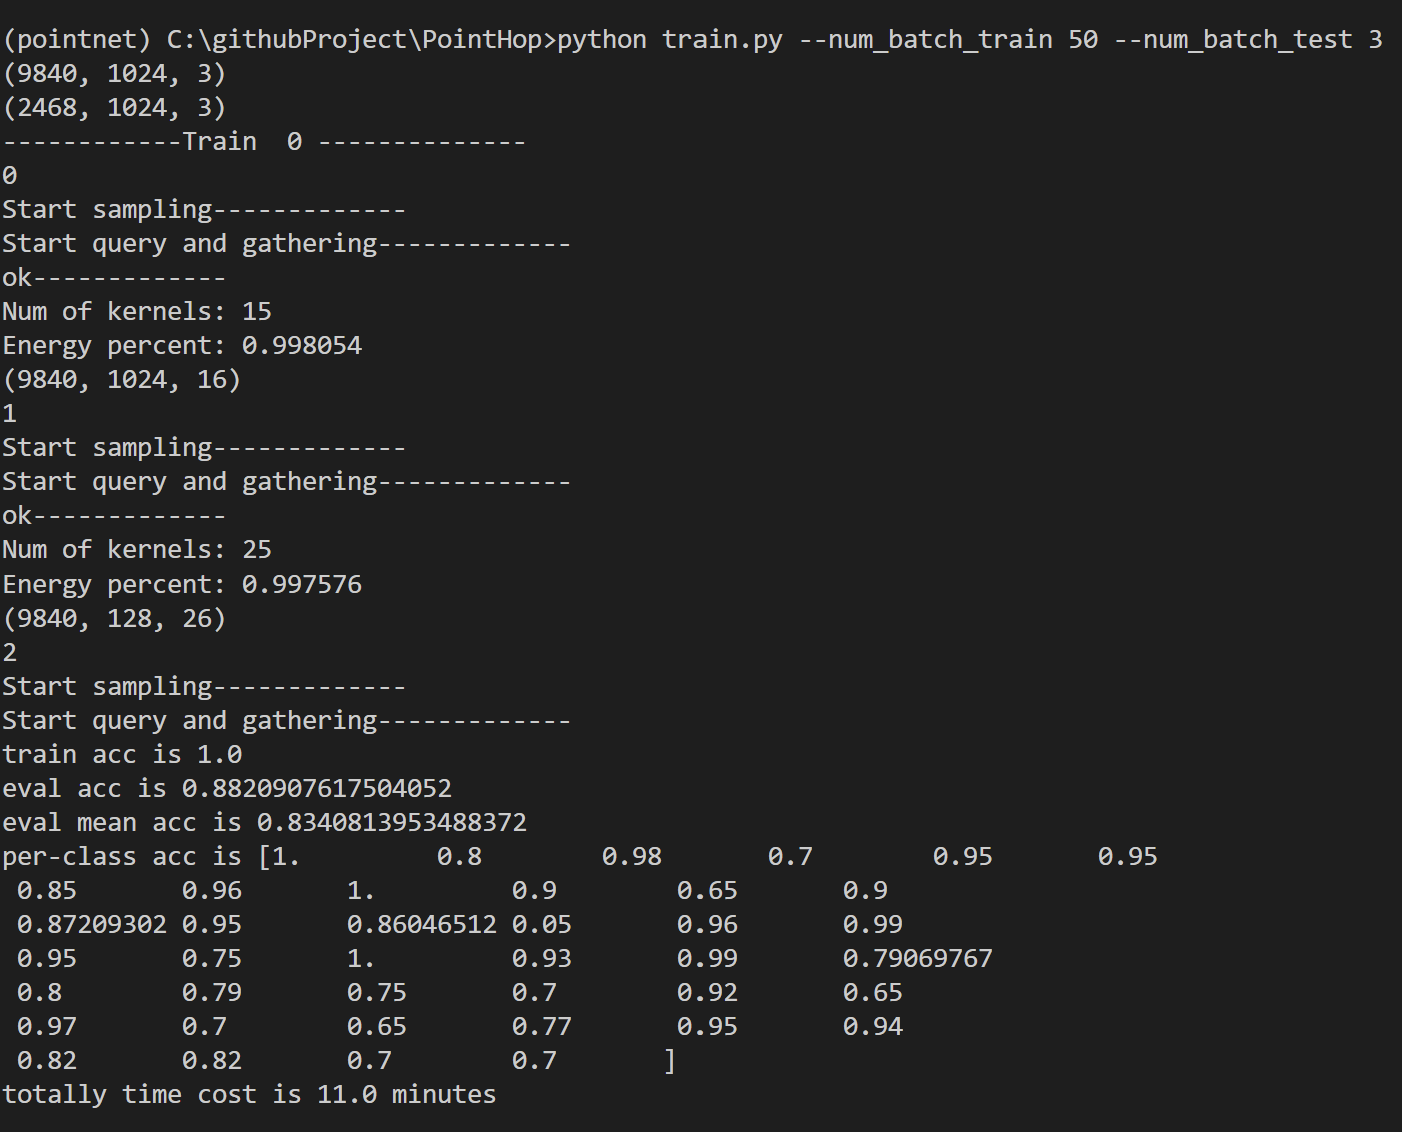 (pointnet) C:\githubProject\PointHop>python train.py --num_batch_train 50 --num_batch_test 3
(9840, 1024, 3)
(2468, 1024, 3)
------------Train  0 --------------
0
Start sampling-------------
Start query and gathering-------------
ok-------------
Num of kernels: 15
Energy percent: 0.998054
(9840, 1024, 16)
1
Start sampling-------------
Start query and gathering-------------
ok-------------
Num of kernels: 25
Energy percent: 0.997576
(9840, 128, 26)
2
Start sampling-------------
Start query and gathering-------------
train acc is 1.0
eval acc is 0.8820907617504052
eval mean acc is 0.8340813953488372
per-class acc is [1.         0.8        0.98       0.7        0.95       0.95
 0.85       0.96       1.         0.9        0.65       0.9
 0.87209302 0.95       0.86046512 0.05       0.96       0.99
 0.95       0.75       1.         0.93       0.99       0.79069767
 0.8        0.79       0.75       0.7        0.92       0.65
 0.97       0.7        0.65       0.77       0.95       0.94
 0.82       0.82       0.7        0.7       ]
totally time cost is 11.0 minutes